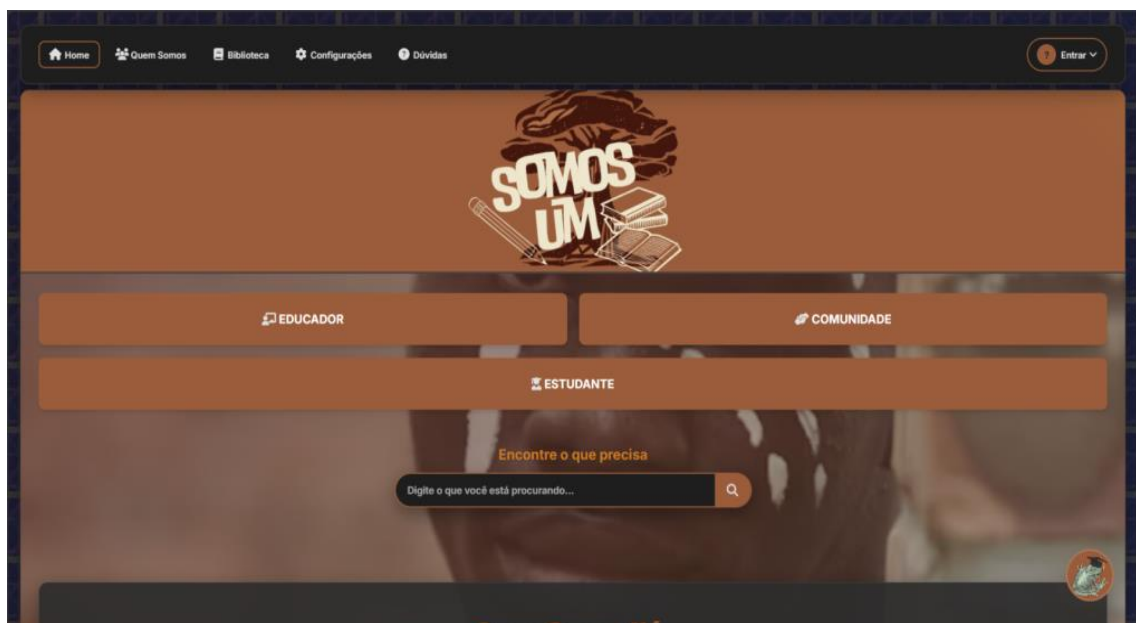 Home Quem Somos Biblioteca Configurações Dúvidas ? Entrar
SOMOS
UM
EDUCADOR COMUNIDADE
ESTUDANTE
Encontre o que precisa
Digite o que você está procurando...